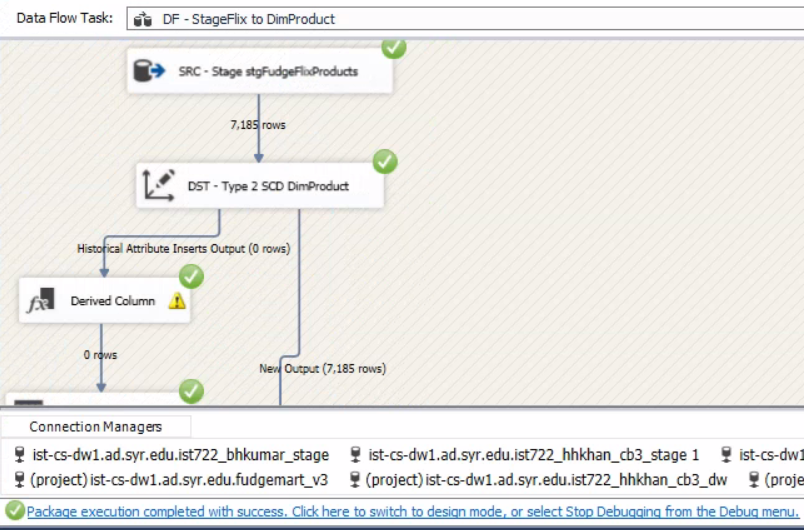 Data Flow Task: DF - StageFlix to DimProduct
SRC - Stage stgFudgeFlixProducts
7,185 rows
DST - Type 2 SCD DimProduct
Historical Attribute Inserts Output (0 rows)
Derived Column
0 rows
New Output (7,185 rows)
Connection Managers
ist-cs-dw1.ad.syr.edu.ist722_bhkumar_stage ist-cs-dw1.ad.syr.edu.ist722_hhkhan_cb3_stage 1 ist-cs-dw1
(project) ist-cs-dw1.ad.syr.edu.fudgemart_v3 (project) ist-cs-dw1.ad.syr.edu.ist722_hhkhan_cb3_dw (proje
Package execution completed with success. Click here to switch to design mode, or select Stop Debugging from the Debug menu.